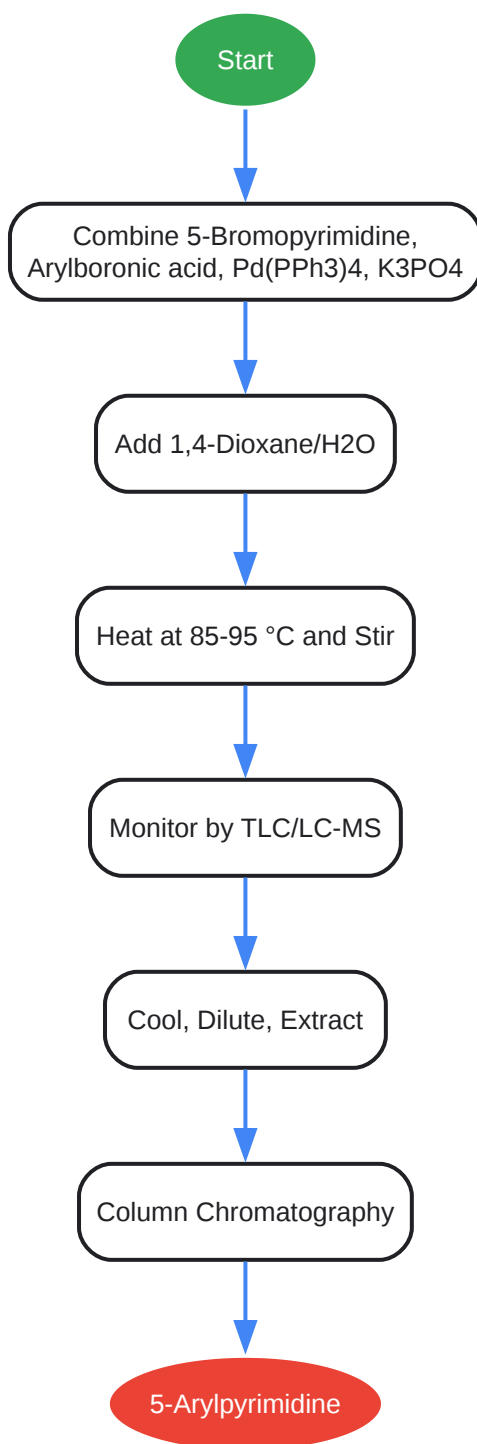 Start
Combine 5-Bromopyrimidine,
Arylboronic acid, Pd(PPh3)4, K3PO4
Add 1,4-Dioxane/H2O
Heat at 85-95 °C and Stir
Monitor by TLC/LC-MS
Cool, Dilute, Extract
Column Chromatography
5-Arylpyrimidine